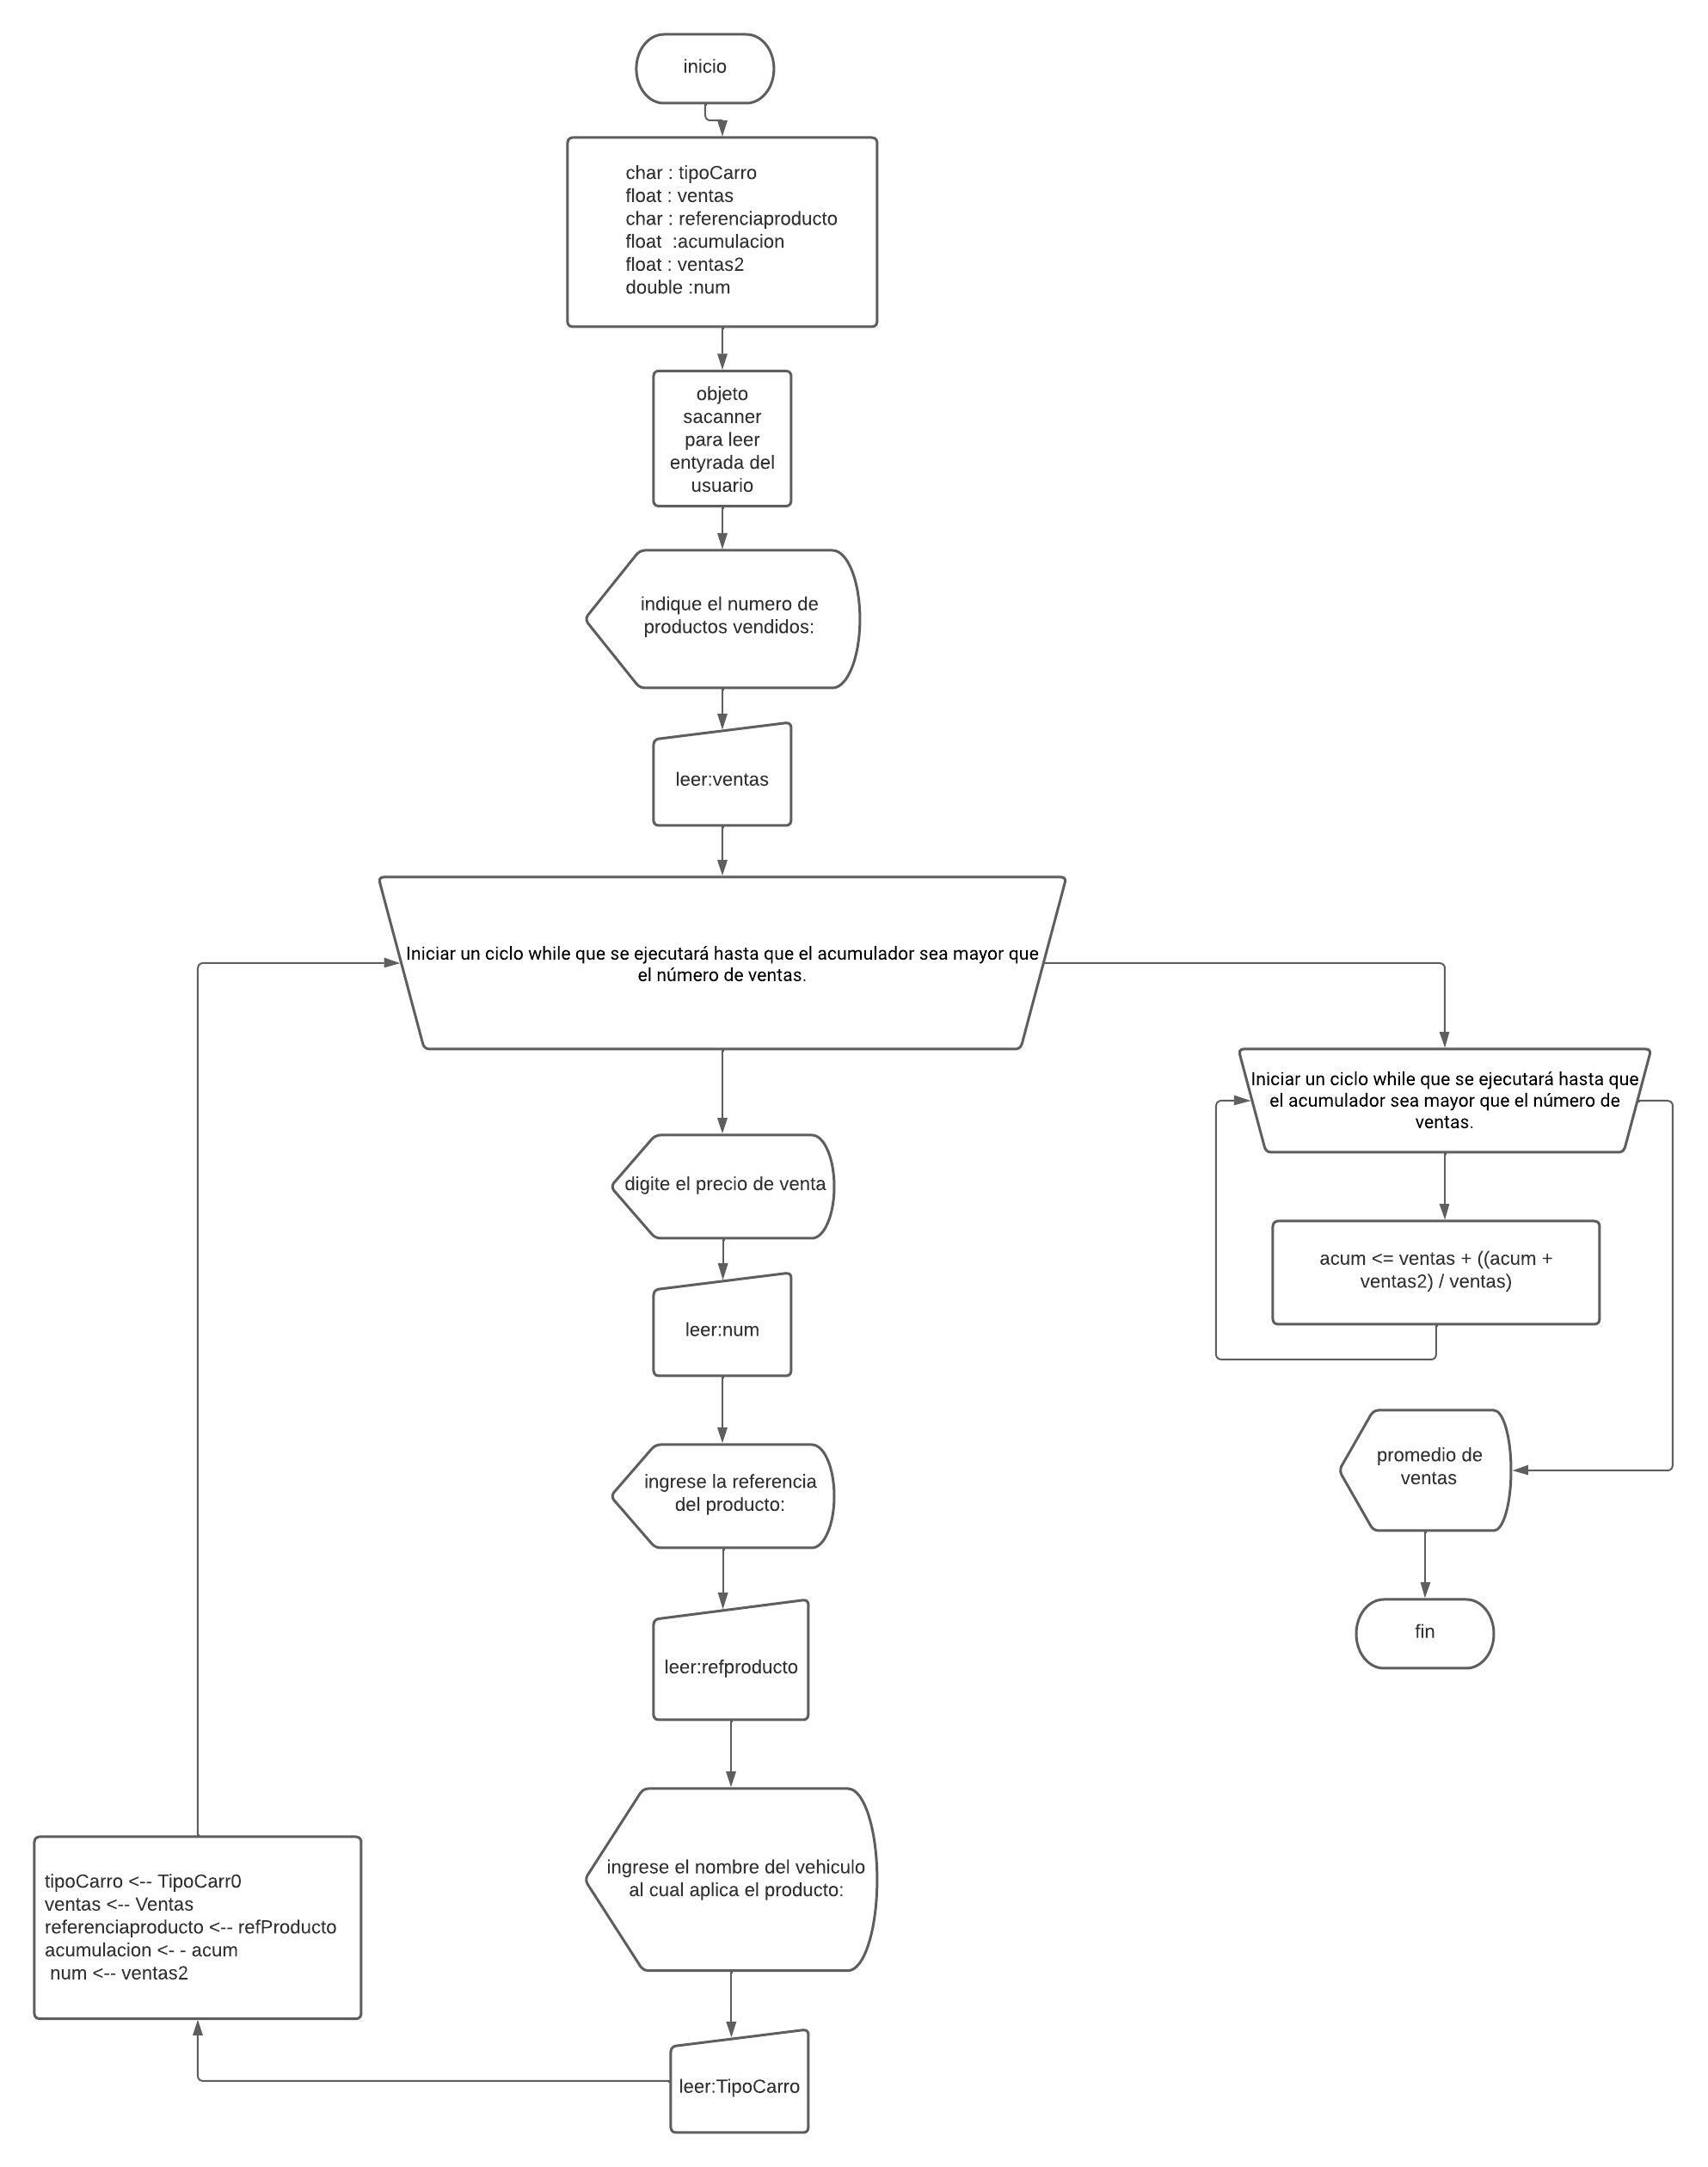 inicio
char : tipoCarro
float : ventas
char : referenciaproducto
float  :acumulacion
float : ventas2
double :num
objeto
sacanner
para leer
entyrada del
usuario
indique el numero de
productos vendidos:
leer:ventas
Iniciar un ciclo while que se ejecutará hasta que el acumulador sea mayor que
el número de ventas.
digite el precio de venta
leer:num
ingrese la referencia
del producto:
leer:refproducto
ingrese el nombre del vehiculo
al cual aplica el producto:
leer:TipoCarro
tipoCarro <-- TipoCarr0
ventas <-- Ventas
referenciaproducto <-- refProducto
acumulacion <- - acum
num <-- ventas2
Iniciar un ciclo while que se ejecutará hasta que
el acumulador sea mayor que el número de
ventas.
acum <= ventas + ((acum +
ventas2) / ventas)
promedio de
ventas
fin